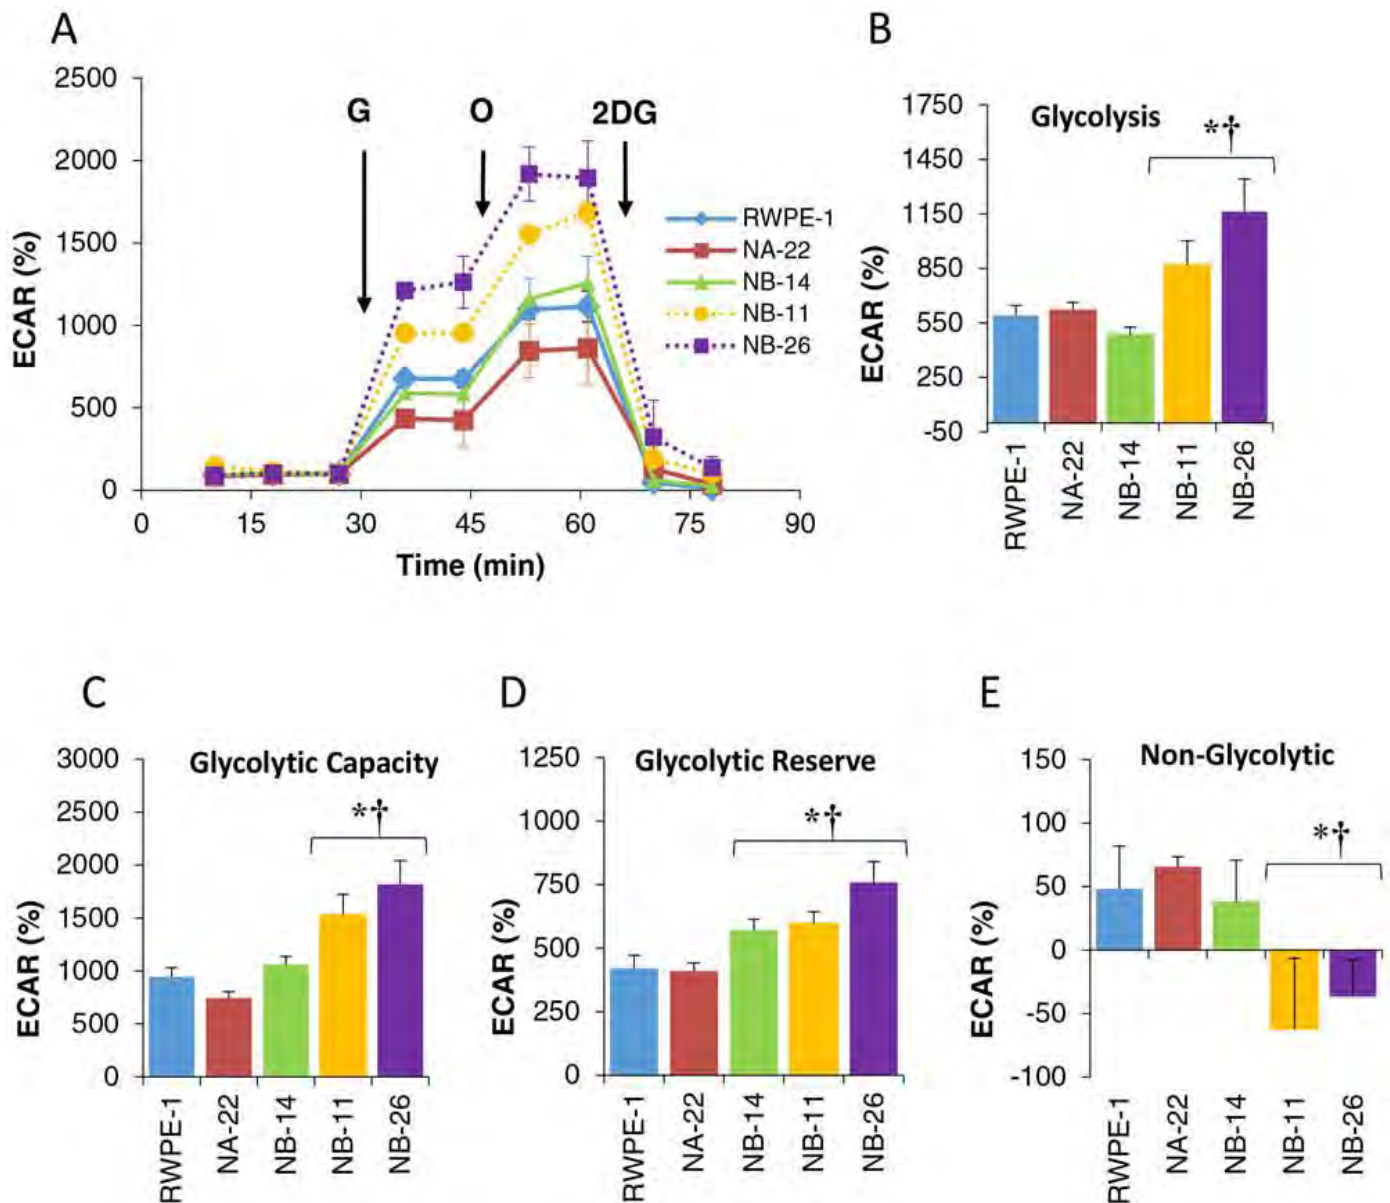 A
2500
2000
1500
1000
500
0
ECAR (%)
G
O
2DG
RWPE-1
NA-22
NB-14
NB-11
NB-26
0
15
30
45
60
75
90
Time (min)
B
Glycolysis
*†
1750
1450
1150
850
550
250
-50
ECAR (%)
RWPE-1
NA-22
NB-14
NB-11
NB-26
C
Glycolytic Capacity
*†
3000
2500
2000
1500
1000
500
0
ECAR (%)
RWPE-1
NA-22
NB-14
NB-11
NB-26
D
Glycolytic Reserve
*†
1250
1000
750
500
250
0
ECAR (%)
RWPE-1
NA-22
NB-14
NB-11
NB-26
E
Non-Glycolytic
*†
150
100
50
0
-50
-100
ECAR (%)
RWPE-1
NA-22
NB-14
NB-11
NB-26